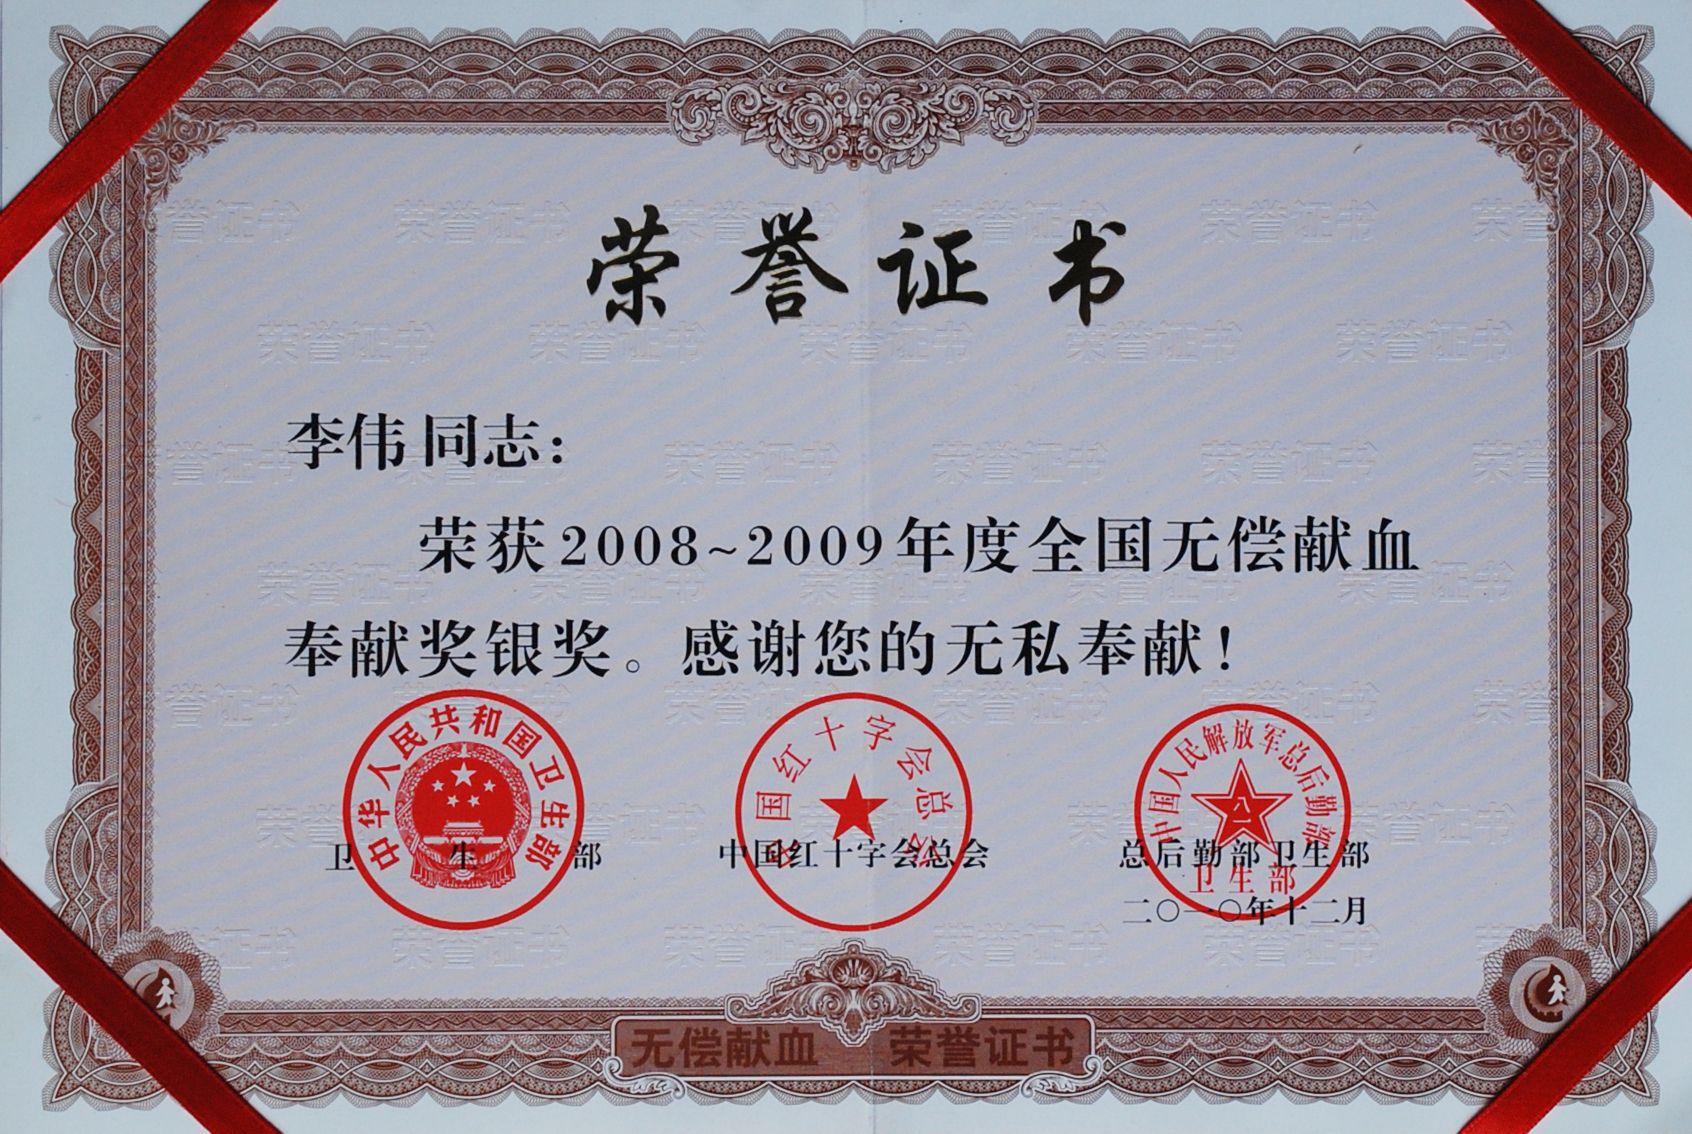 荣誉证书
李伟同志：
荣获2008~2009年度全国无偿献血
奉献奖银奖。感谢您的无私奉献！
中华人民共和国卫生部
中国红十字会总会
中国人民解放军总后勤部
卫生部
卫生部
中国红十字会总会
总后勤部卫生部
二〇一〇年十二月
无偿献血 荣誉证书